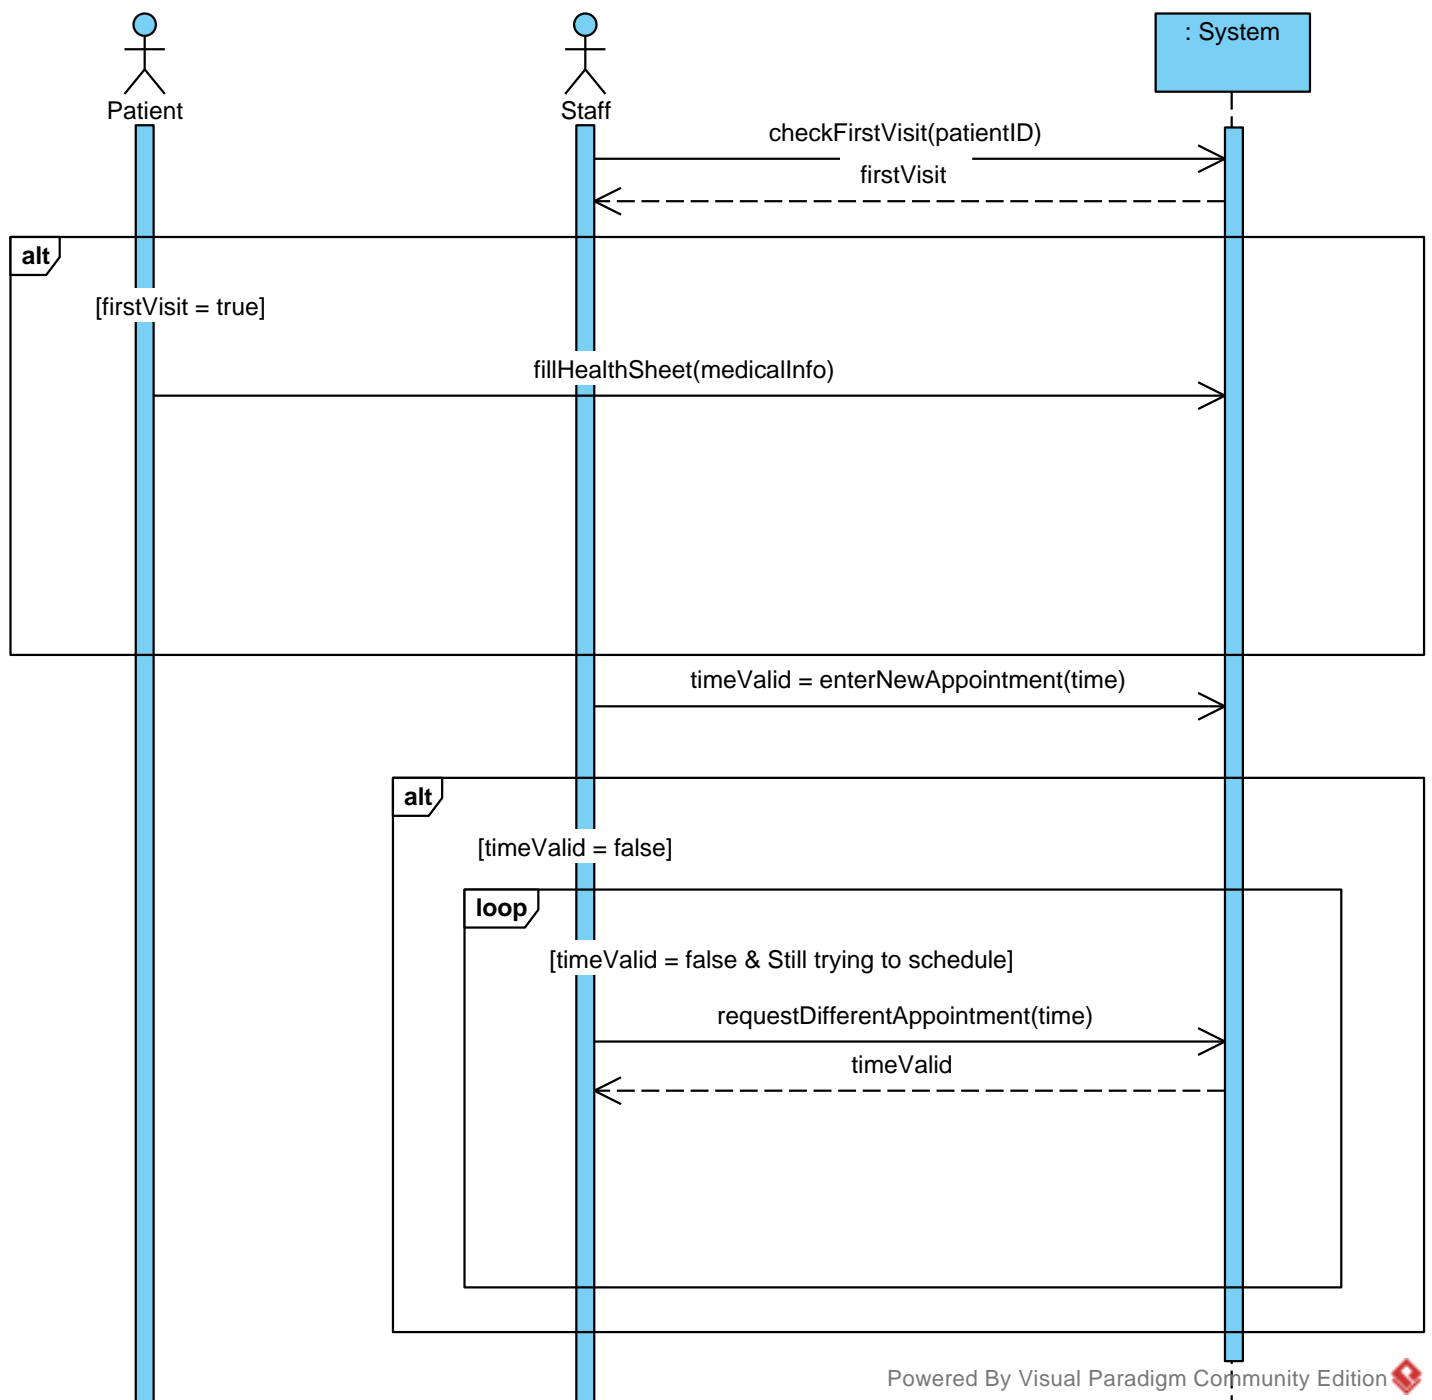 : System
Patient
Staff
checkFirstVisit(patientID)
firstVisit
alt
[firstVisit = true]
fillHealthSheet(medicalInfo)
timeValid = enterNewAppointment(time)
alt
[timeValid = false]
loop
[timeValid = false & Still trying to schedule]
requestDifferentAppointment(time)
timeValid
Powered By Visual Paradigm Community Edition